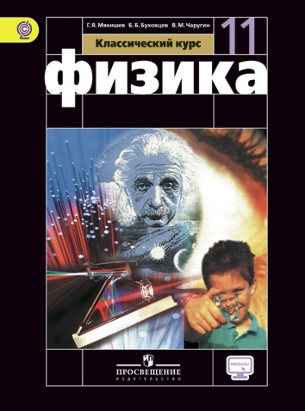 Г. Я. Мякишев Б. Б. Буховцев В. М. Чаругин
Классический курс 11
физика
ПРОСВЕЩЕНИЕ
ИЗДАТЕЛЬСТВО